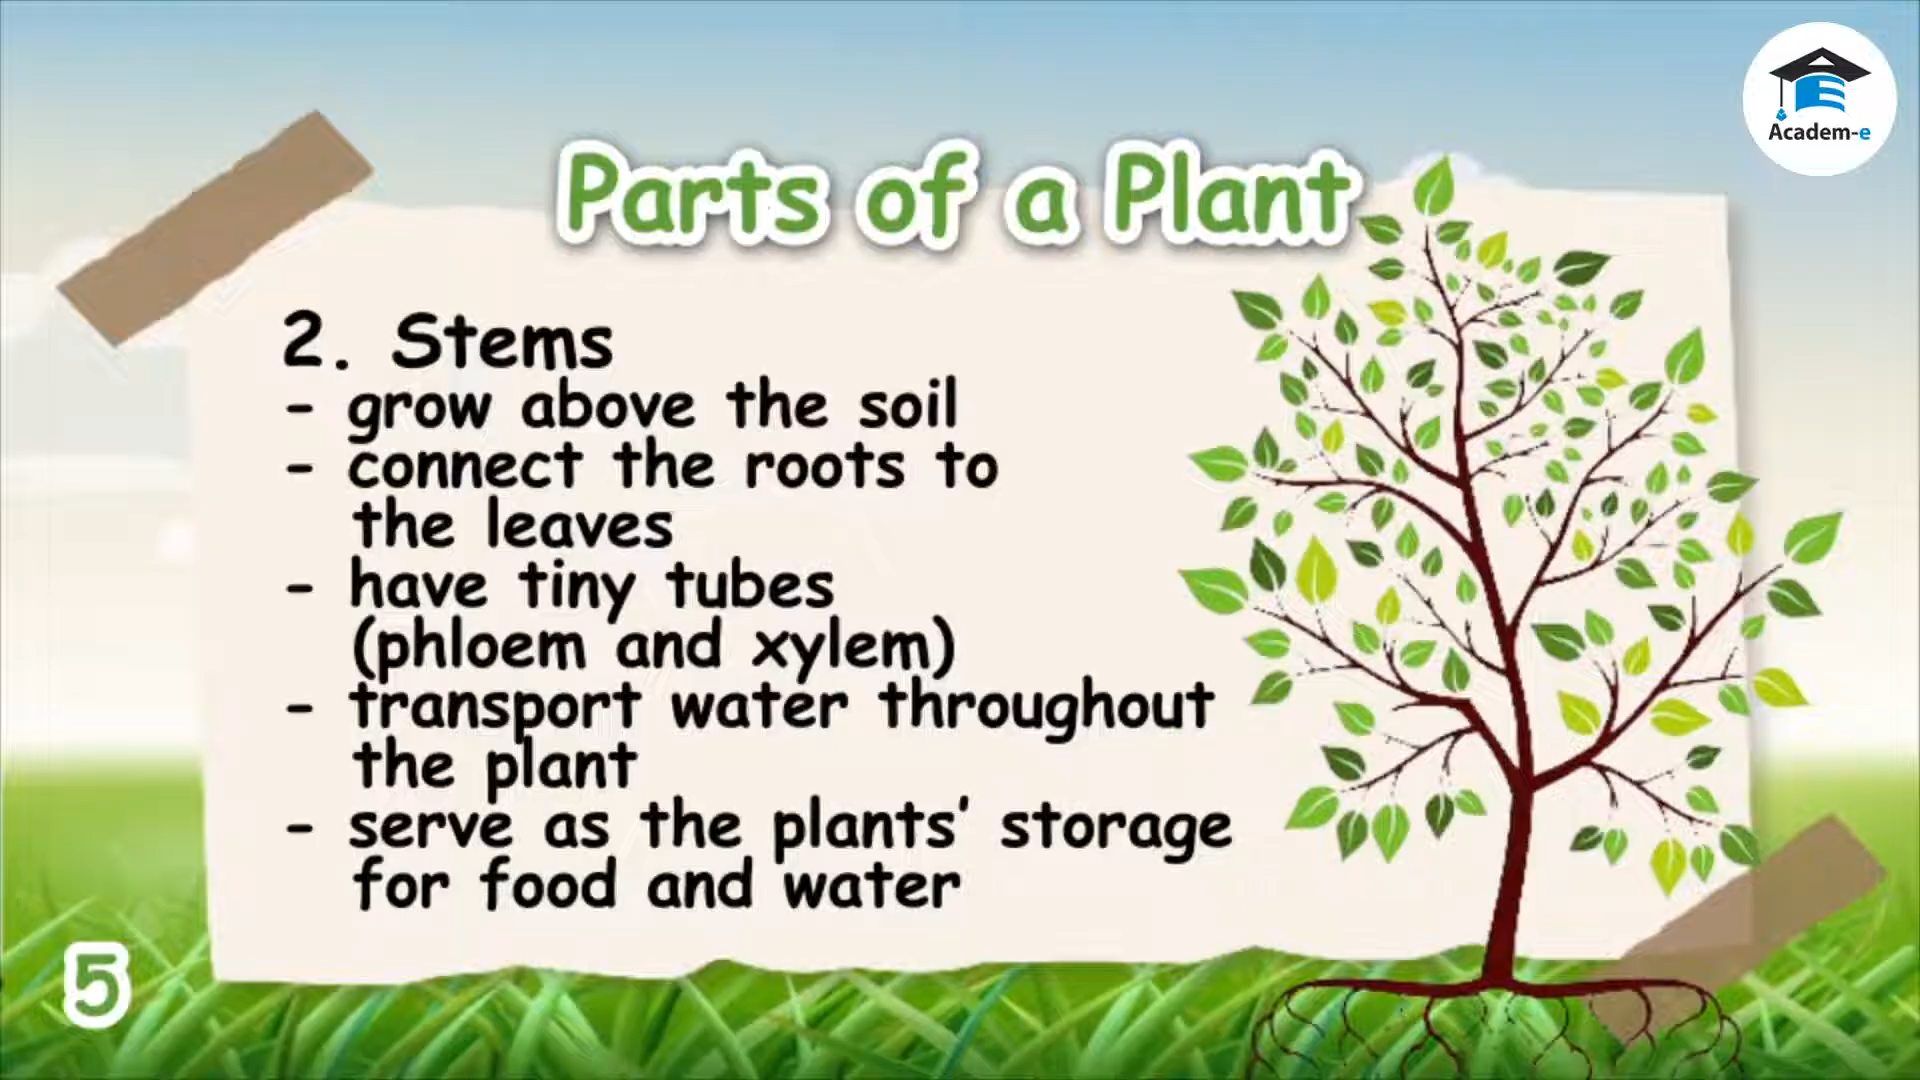 Academ-e
Parts of a Plant
2. Stems
- grow above the soil
- connect the roots to
the leaves
- have tiny tubes
(phloem and xylem)
- transport water throughout
the plant
- serve as the plants’ storage
for food and water
5